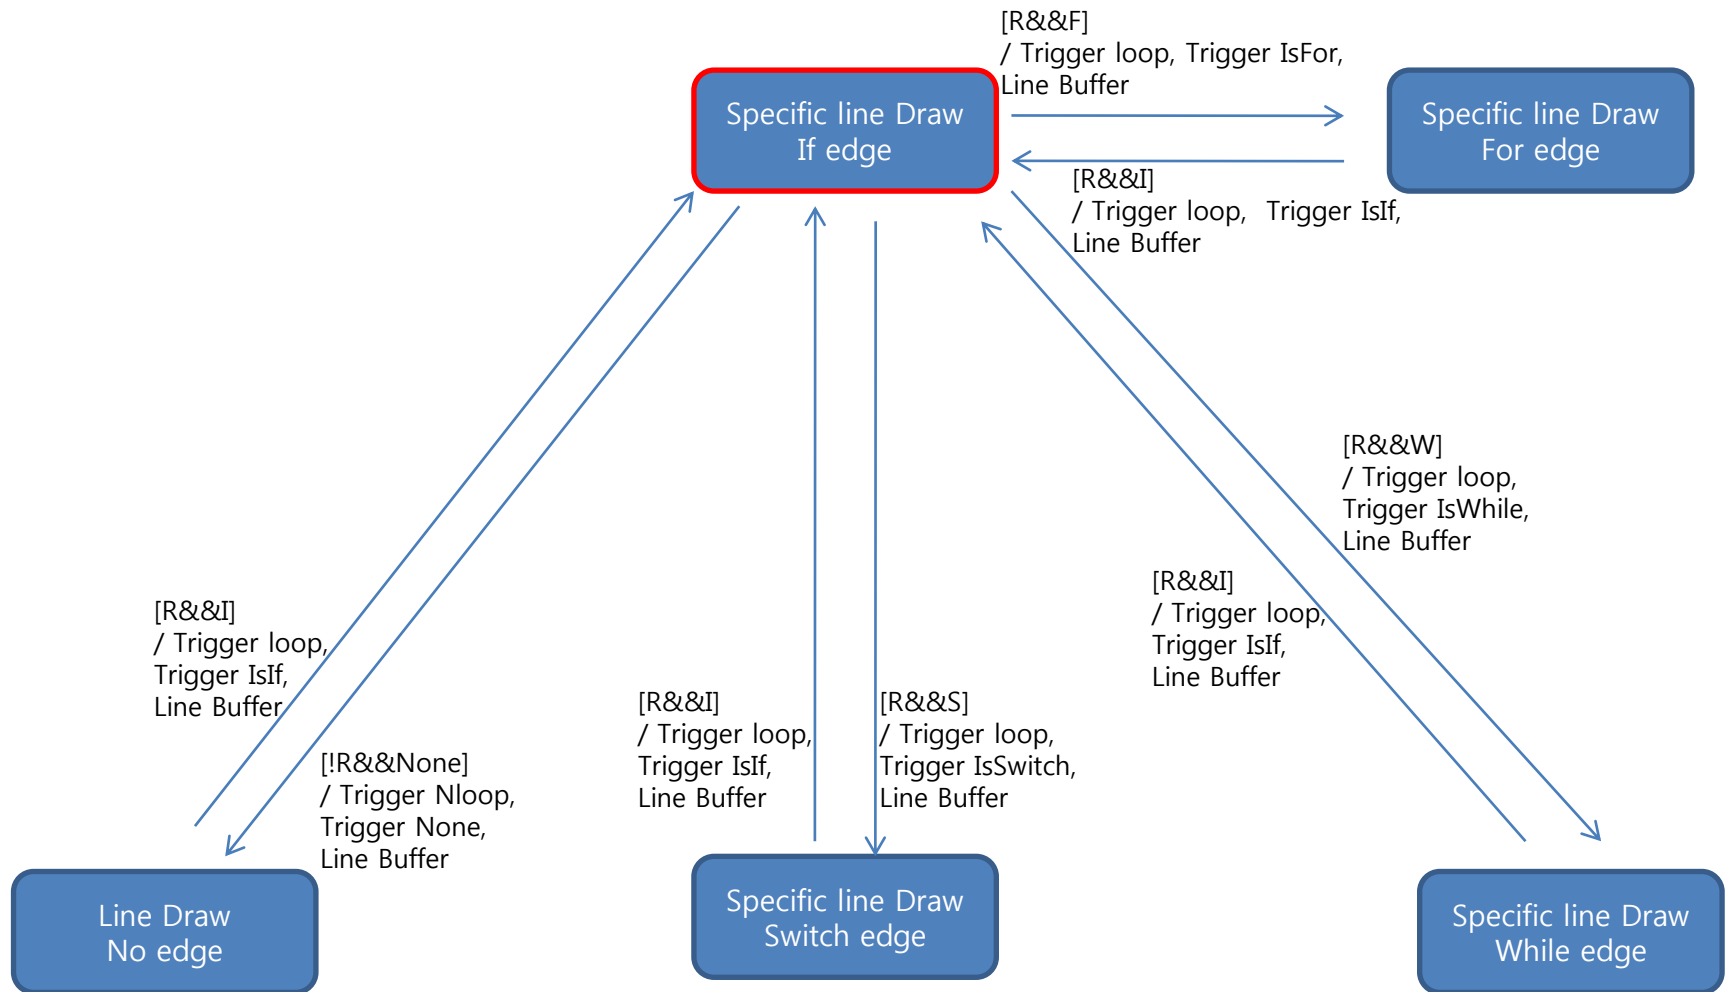 [R&&F]
/ Trigger loop, Trigger IsFor,
Line Buffer
Specific line Draw
If edge
Specific line Draw
For edge
[R&&I]
/ Trigger loop,  Trigger IsIf,
Line Buffer
[R&&W]
/ Trigger loop,
Trigger IsWhile,
Line Buffer
[R&&I]
/ Trigger loop,
Trigger IsIf,
Line Buffer
[R&&I]
/ Trigger loop,
Trigger IsIf,
Line Buffer
[!R&&None]
/ Trigger Nloop,
Trigger None,
Line Buffer
[R&&I]
/ Trigger loop,
Trigger IsIf,
Line Buffer
[R&&S]
/ Trigger loop,
Trigger IsSwitch,
Line Buffer
Line Draw
No edge
Specific line Draw
Switch edge
Specific line Draw
While edge